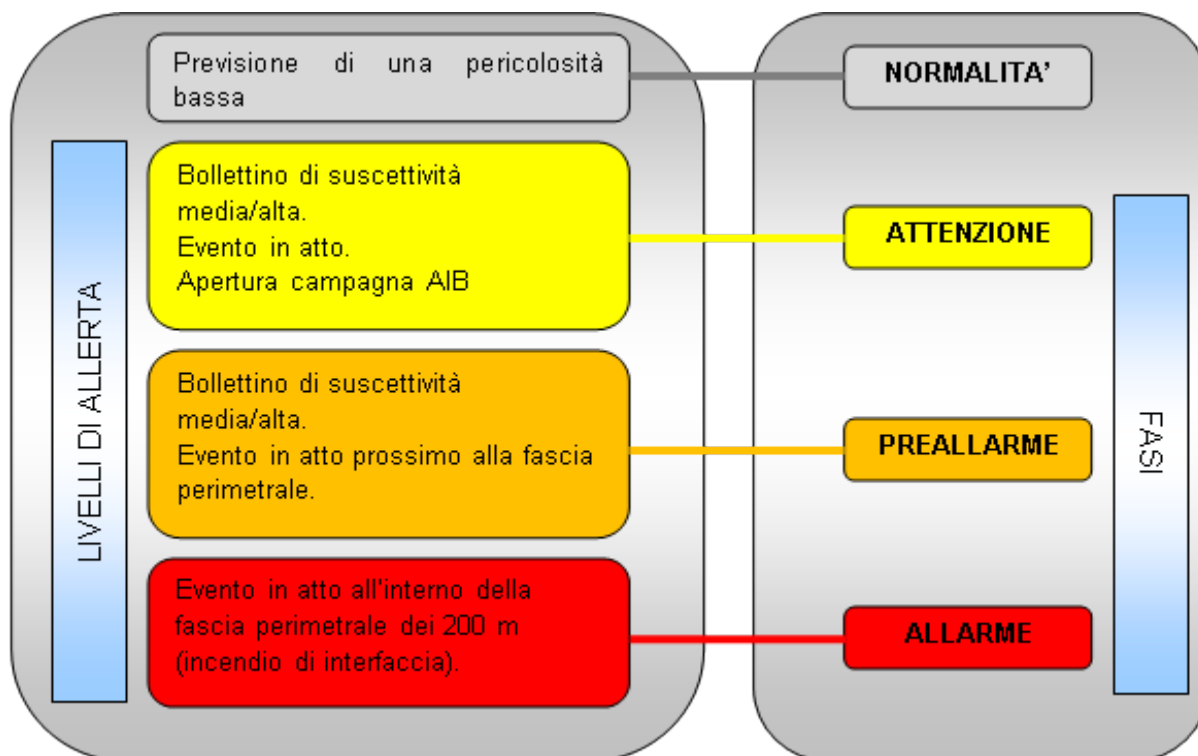 Previsione di una pericolosità
bassa
NORMALITA’
LIVELLI DI ALLERTA
Bollettino di suscettività
media/alta.
Evento in atto.
Apertura campagna AIB
ATTENZIONE
FASI
Bollettino di suscettività
media/alta.
Evento in atto prossimo alla fascia
perimetrale.
PREALLARME
Evento in atto all'interno della
fascia perimetrale dei 200 m
(incendio di interfaccia).
ALLARME